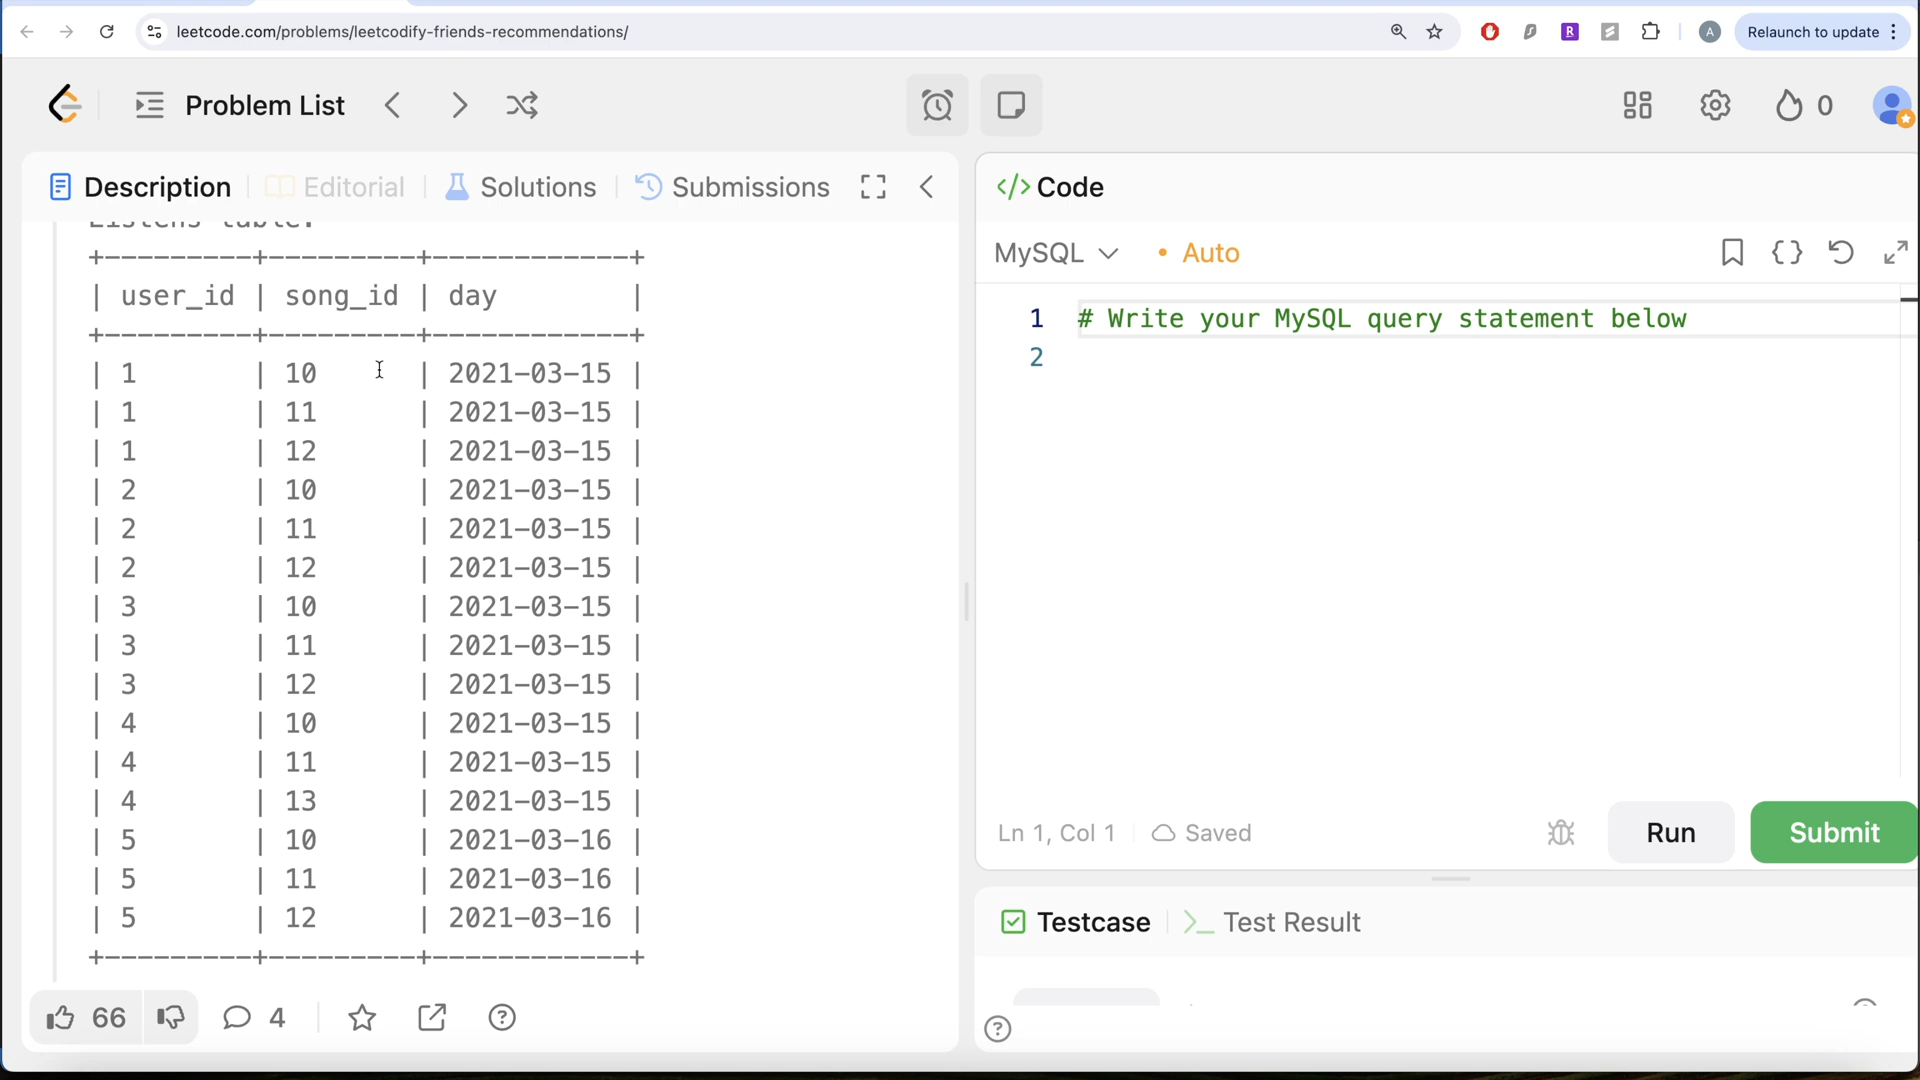 leetcode.com/problems/leetcodify-friends-recommendations/
R
A
Relaunch to update
Problem List
0
Description
Editorial
Solutions
Submissions
Listens table:
+---------+---------+------------+
| user_id | song_id | day        |
+---------+---------+------------+
| 1       | 10      | 2021-03-15 |
| 1       | 11      | 2021-03-15 |
| 1       | 12      | 2021-03-15 |
| 2       | 10      | 2021-03-15 |
| 2       | 11      | 2021-03-15 |
| 2       | 12      | 2021-03-15 |
| 3       | 10      | 2021-03-15 |
| 3       | 11      | 2021-03-15 |
| 3       | 12      | 2021-03-15 |
| 4       | 10      | 2021-03-15 |
| 4       | 11      | 2021-03-15 |
| 4       | 13      | 2021-03-15 |
| 5       | 10      | 2021-03-16 |
| 5       | 11      | 2021-03-16 |
| 5       | 12      | 2021-03-16 |
+---------+---------+------------+
66
4
</> Code
MySQL
• Auto
1 # Write your MySQL query statement below
2
Ln 1, Col 1
Saved
Run
Submit
Testcase
Test Result